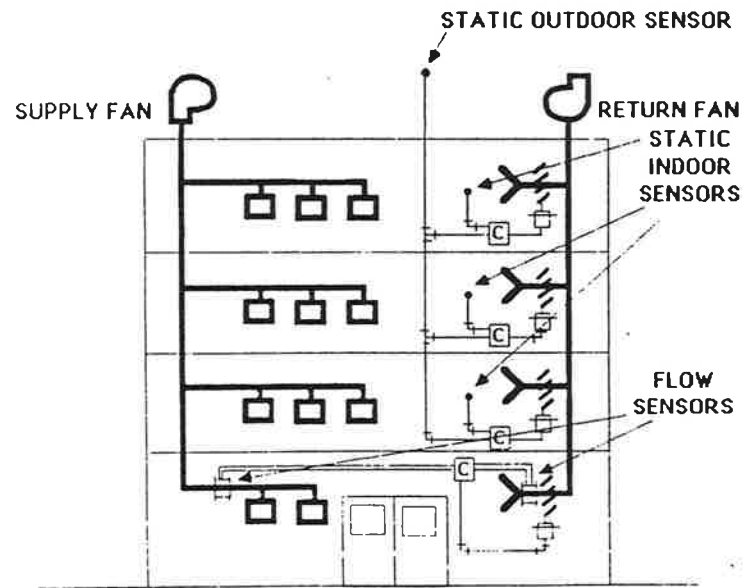 STATIC OUTDOOR SENSOR
SUPPLY FAN
RETURN FAN
STATIC
INDOOR
SENSORS
C
C
C
FLOW
SENSORS
C